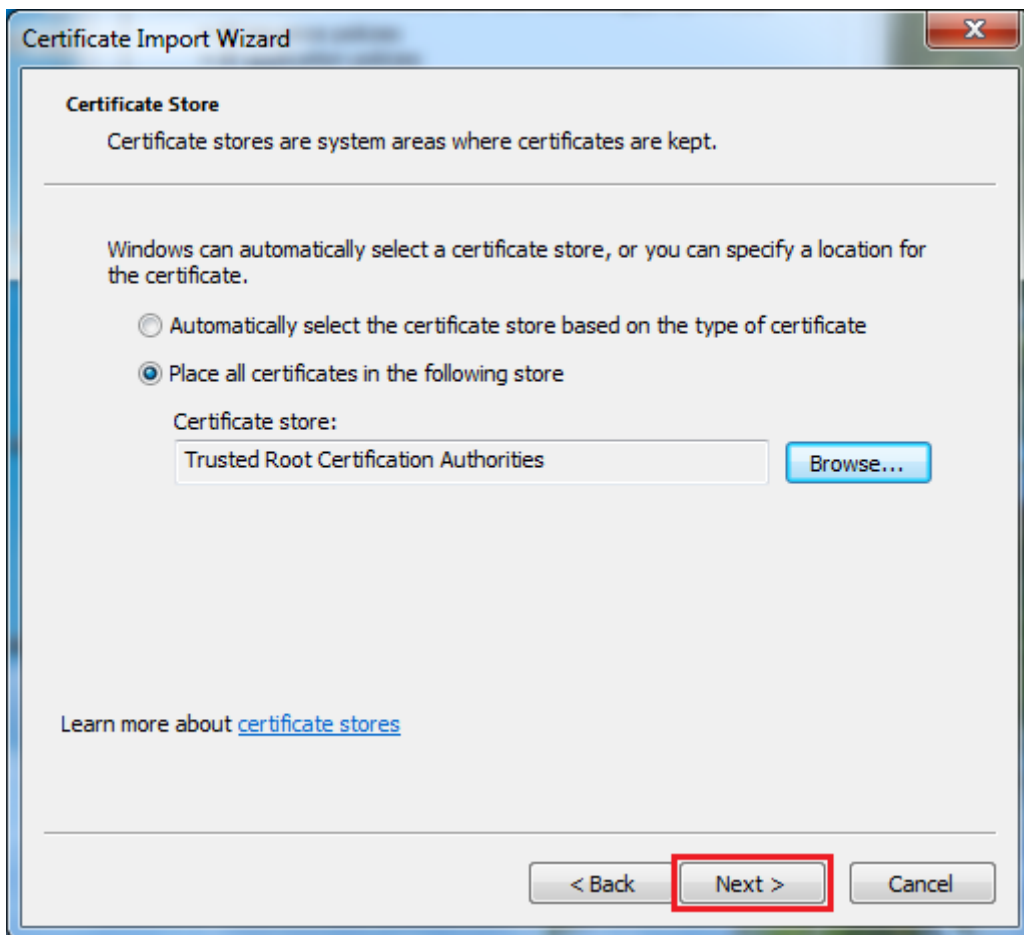 Certificate Import Wizard
Certificate Store
Certificate stores are system areas where certificates are kept.
Windows can automatically select a certificate store, or you can specify a location for
the certificate.
Automatically select the certificate store based on the type of certificate
Place all certificates in the following store
Certificate store:
Trusted Root Certification Authorities
Browse...
Learn more about certificate stores
< Back
Next >
Cancel